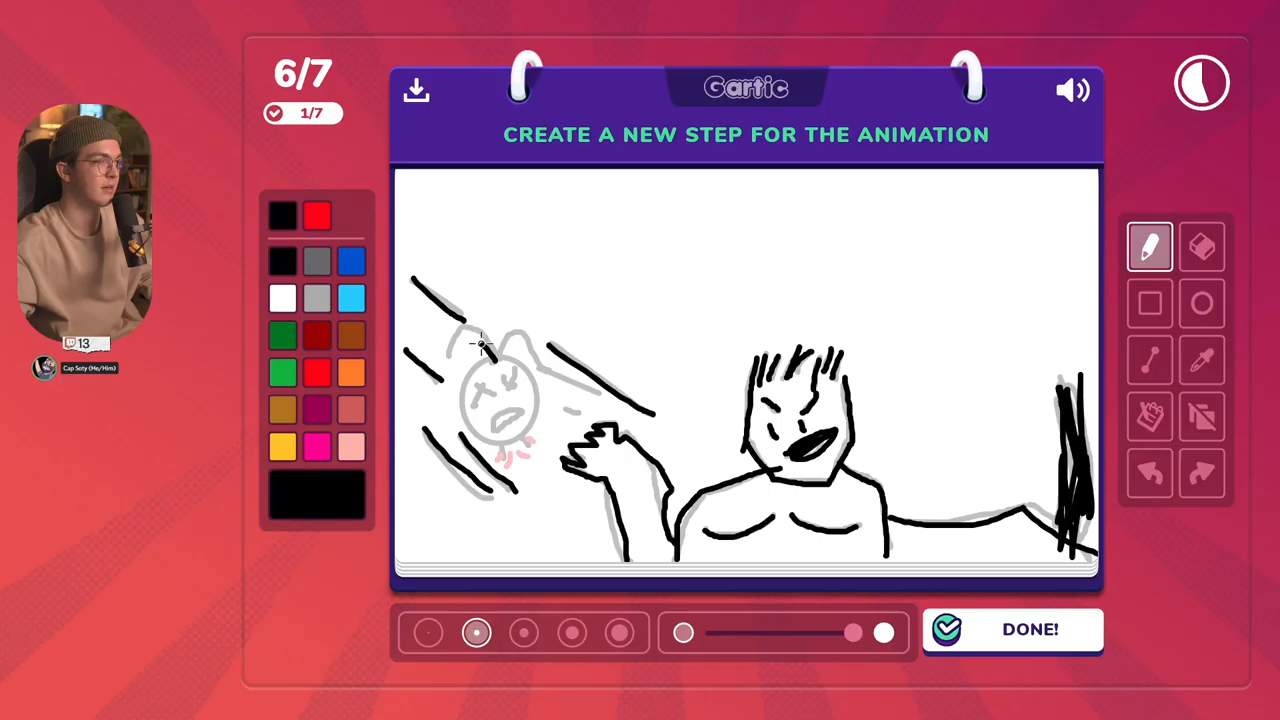 6/7
1/7
Gartic
CREATE A NEW STEP FOR THE ANIMATION
13
Cap Soty (He/Him)
DONE!